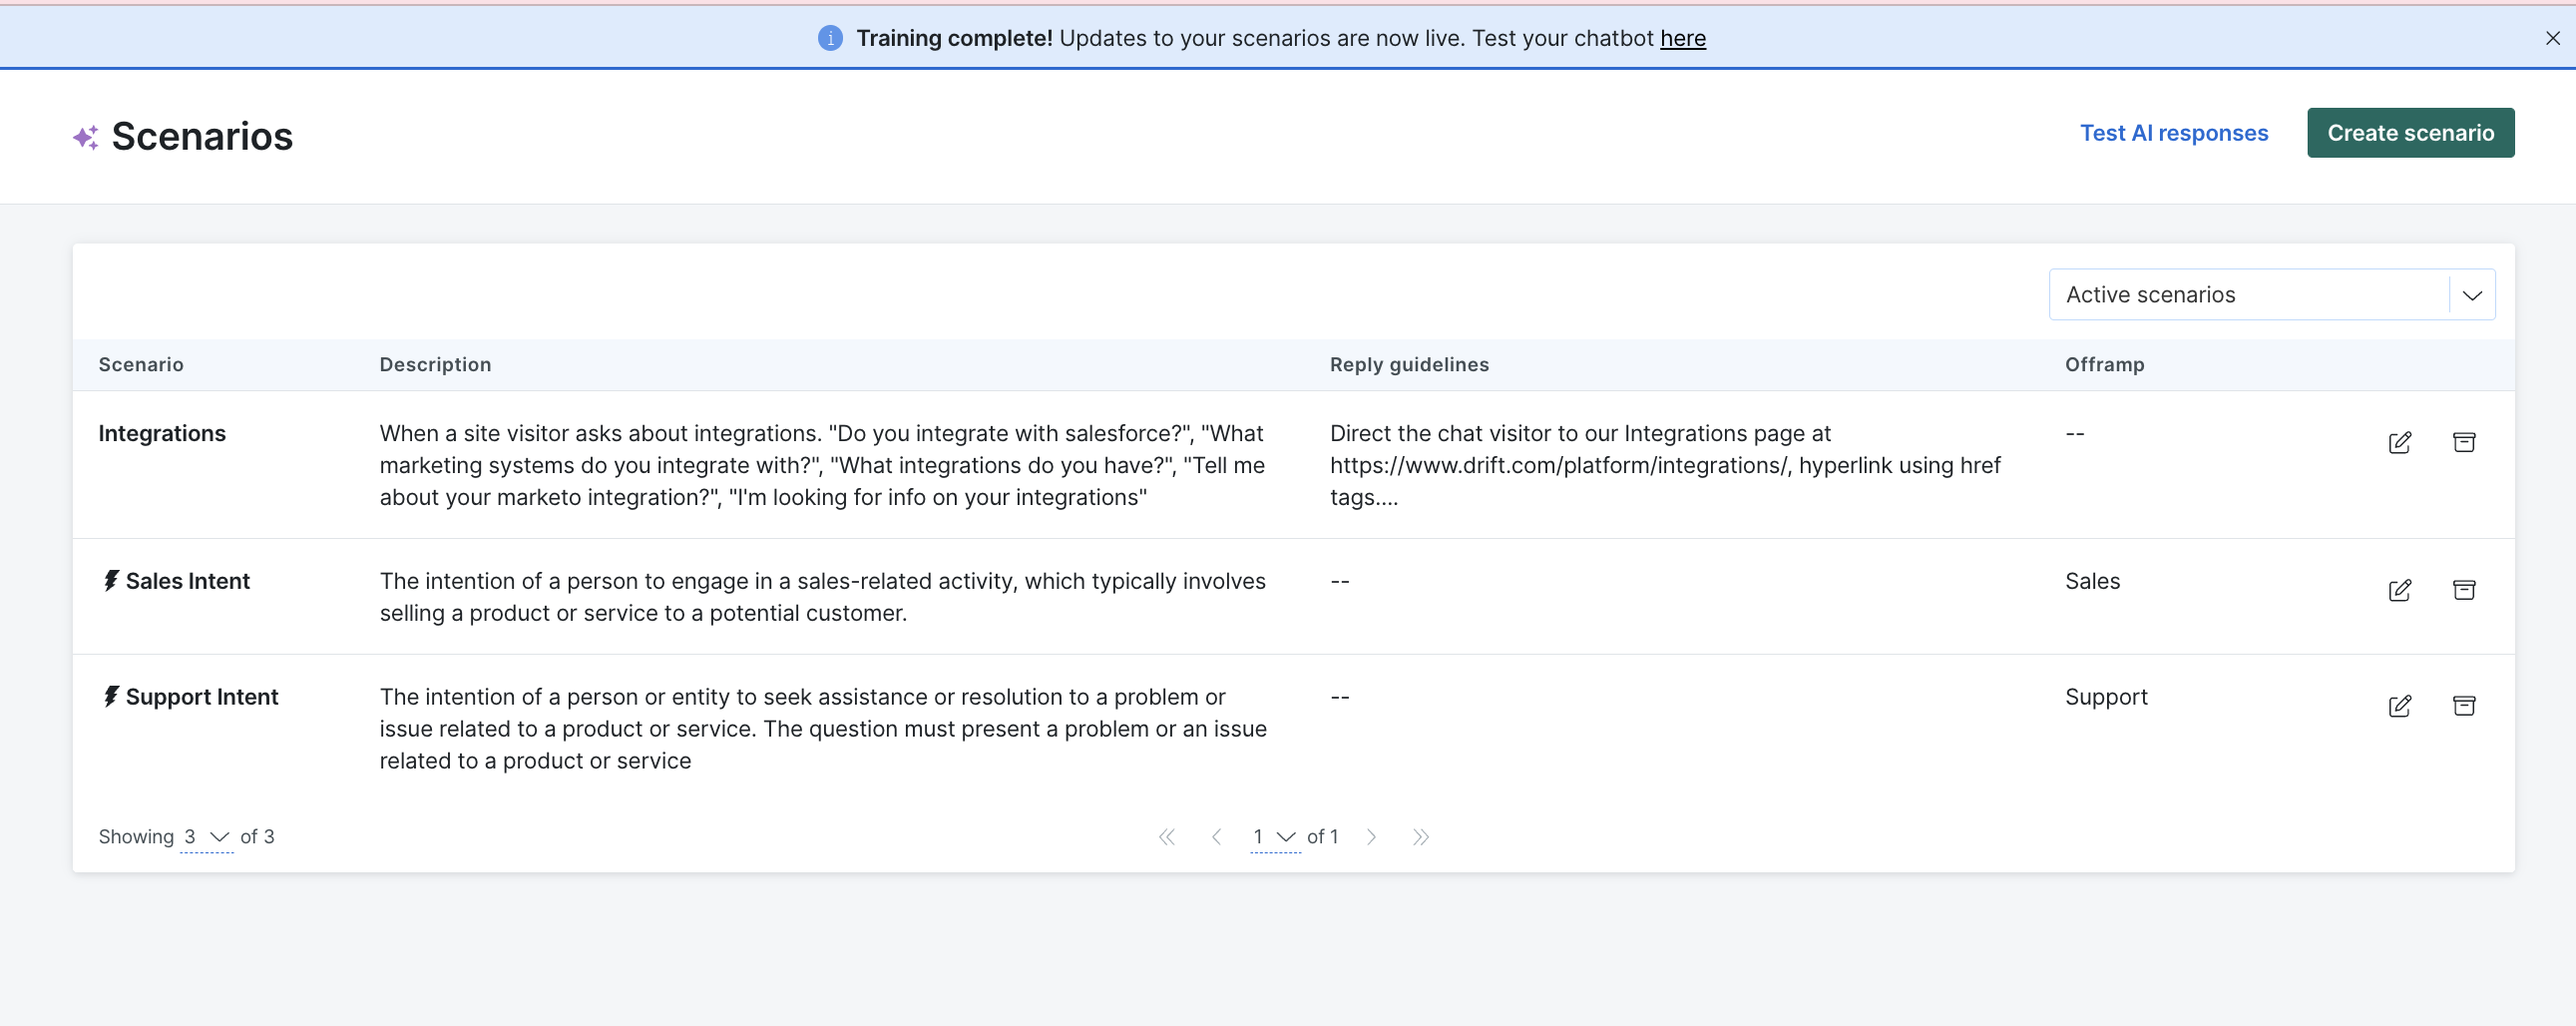 Training complete! Updates to your scenarios are now live. Test your chatbot here
Scenarios
Test AI responses
Create scenario
Active scenarios
Scenario Description Reply guidelines Offramp
Integrations
When a site visitor asks about integrations. "Do you integrate with salesforce?", "What
marketing systems do you integrate with?", "What integrations do you have?", "Tell me
about your marketo integration?", "I'm looking for info on your integrations"
Direct the chat visitor to our Integrations page at
https://www.drift.com/platform/integrations/, hyperlink using href
tags....
--
Sales Intent
The intention of a person to engage in a sales-related activity, which typically involves
selling a product or service to a potential customer.
--
Sales
Support Intent
The intention of a person or entity to seek assistance or resolution to a problem or
issue related to a product or service. The question must present a problem or an issue
related to a product or service
--
Support
Showing 3 of 3
1 of 1